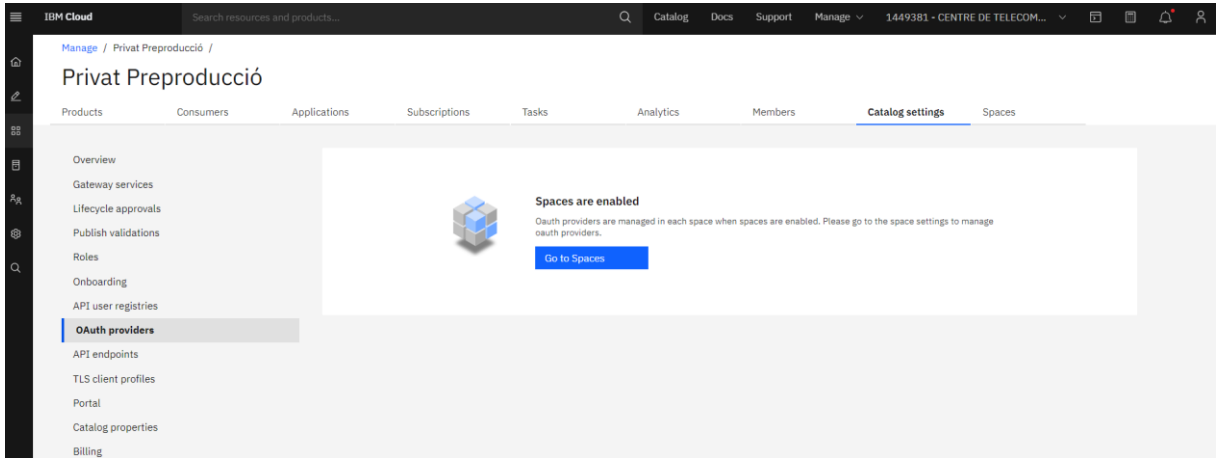 IBM Cloud Search resources and products... Catalog Docs Support Manage 1449381 - CENTRE DE TELECOM...
Manage / Privat Preproducció /
Privat Preproducció
Products Consumers Applications Subscriptions Tasks Analytics Members Catalog settings Spaces
Overview
Gateway services
Lifecycle approvals
Publish validations
Roles
Onboarding
API user registries
OAuth providers
API endpoints
TLS client profiles
Portal
Catalog properties
Billing
Spaces are enabled
Oauth providers are managed in each space when spaces are enabled. Please go to the space settings to manage
oauth providers.
Go to Spaces